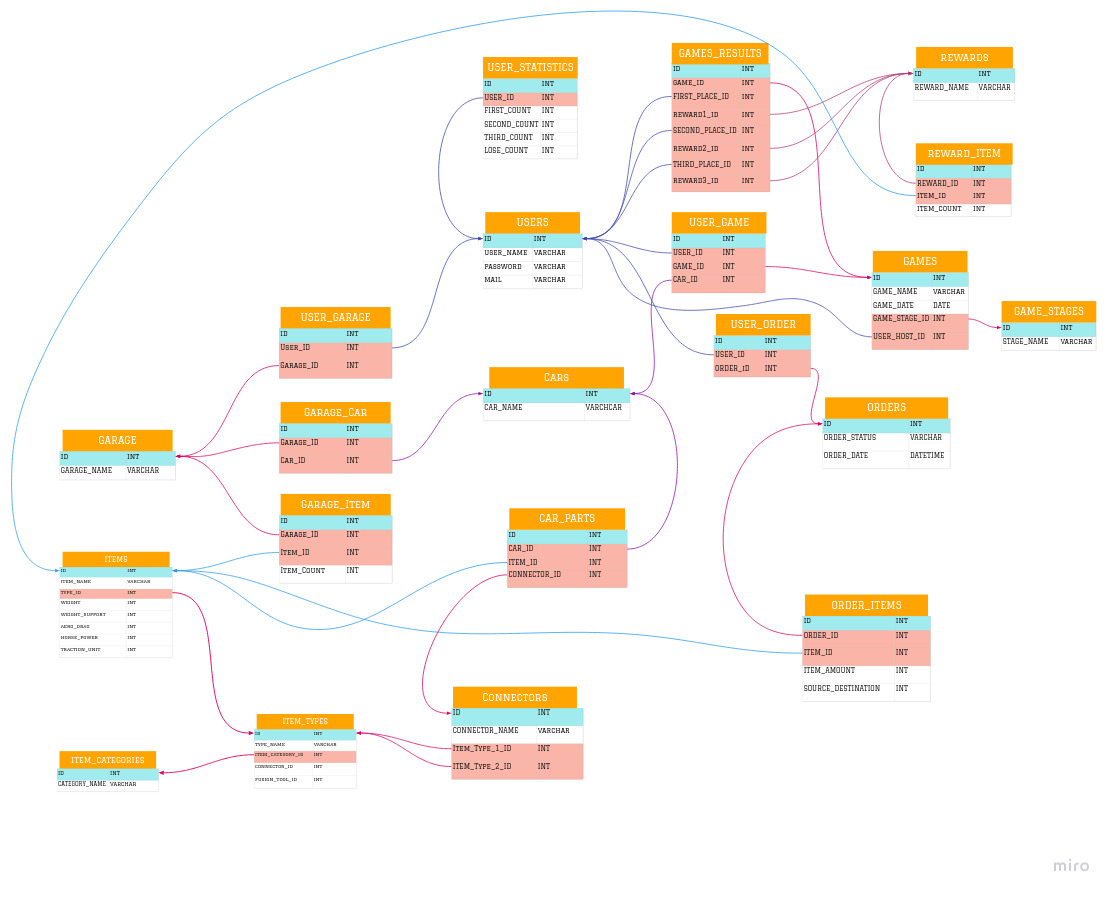 USER_STATISTICS
ID INT
USER_ID INT
FIRST_COUNT INT
SECOND_COUNT INT
THIRD_COUNT INT
LOSE_COUNT INT
GAMES_RESULTS
ID INT
GAME_ID INT
FIRST_PLACE_ID INT
REWARD1_ID INT
SECOND_PLACE_ID INT
REWARD2_ID INT
THIRD_PLACE_ID INT
REWARD3_ID INT
REWARDS
ID INT
REWARD_NAME VARCHAR
REWARD_ITEM
ID INT
REWARD_ID INT
ITEM_ID INT
ITEM_COUNT INT
USERS
ID INT
USER_NAME VARCHAR
PASSWORD VARCHAR
MAIL VARCHAR
USER_GAME
ID INT
USER_ID INT
GAME_ID INT
CAR_ID INT
GAMES
ID INT
GAME_NAME VARCHAR
GAME_DATE DATE
GAME_STAGE_ID INT
USER_HOST_ID INT
GAME_STAGES
ID INT
STAGE_NAME VARCHAR
USER_GARAGE
ID INT
User_ID INT
GARAGE_ID INT
USER_ORDER
ID INT
USER_ID INT
ORDER_ID INT
Cars
ID INT
CAR_NAME VARCHCAR
Garage_Car
ID INT
GARAGE_ID INT
Car_ID INT
ORDERS
ID INT
ORDER_STATUS VARCHAR
ORDER_DATE DATETIME
GARAGE
ID INT
GARAGE_NAME VARCHAR
Garage_Item
ID INT
GARAGE_ID INT
Item_ID INT
Item_Count INT
CAR_PARTS
ID INT
CAR_ID INT
ITEM_ID INT
CONNECTOR_ID INT
ITEMS
ID INT
ITEM_NAME VARCHAR
TYPE_ID INT
WEIGHT INT
WEIGHT_SUPPORT INT
AERO_DRAG INT
HORSE_POWER INT
TRACTION_UNIT INT
ORDER_ITEMS
ID INT
ORDER_ID INT
ITEM_ID INT
ITEM_AMOUNT INT
SOURCE_DESTINATION INT
Connectors
ID INT
CONNECTOR_NAME VARCHAR
Item_Type_1_ID INT
ITEM_Type_2_ID INT
ITEM_TYPES
ID INT
TYPE_NAME VARCHAR
ITEM_CATEGORY_ID INT
CONNECTOR_ID INT
FUSION_TOOL_ID INT
ITEM_CATEGORIES
ID INT
CATEGORY_NAME VARCHAR
miro